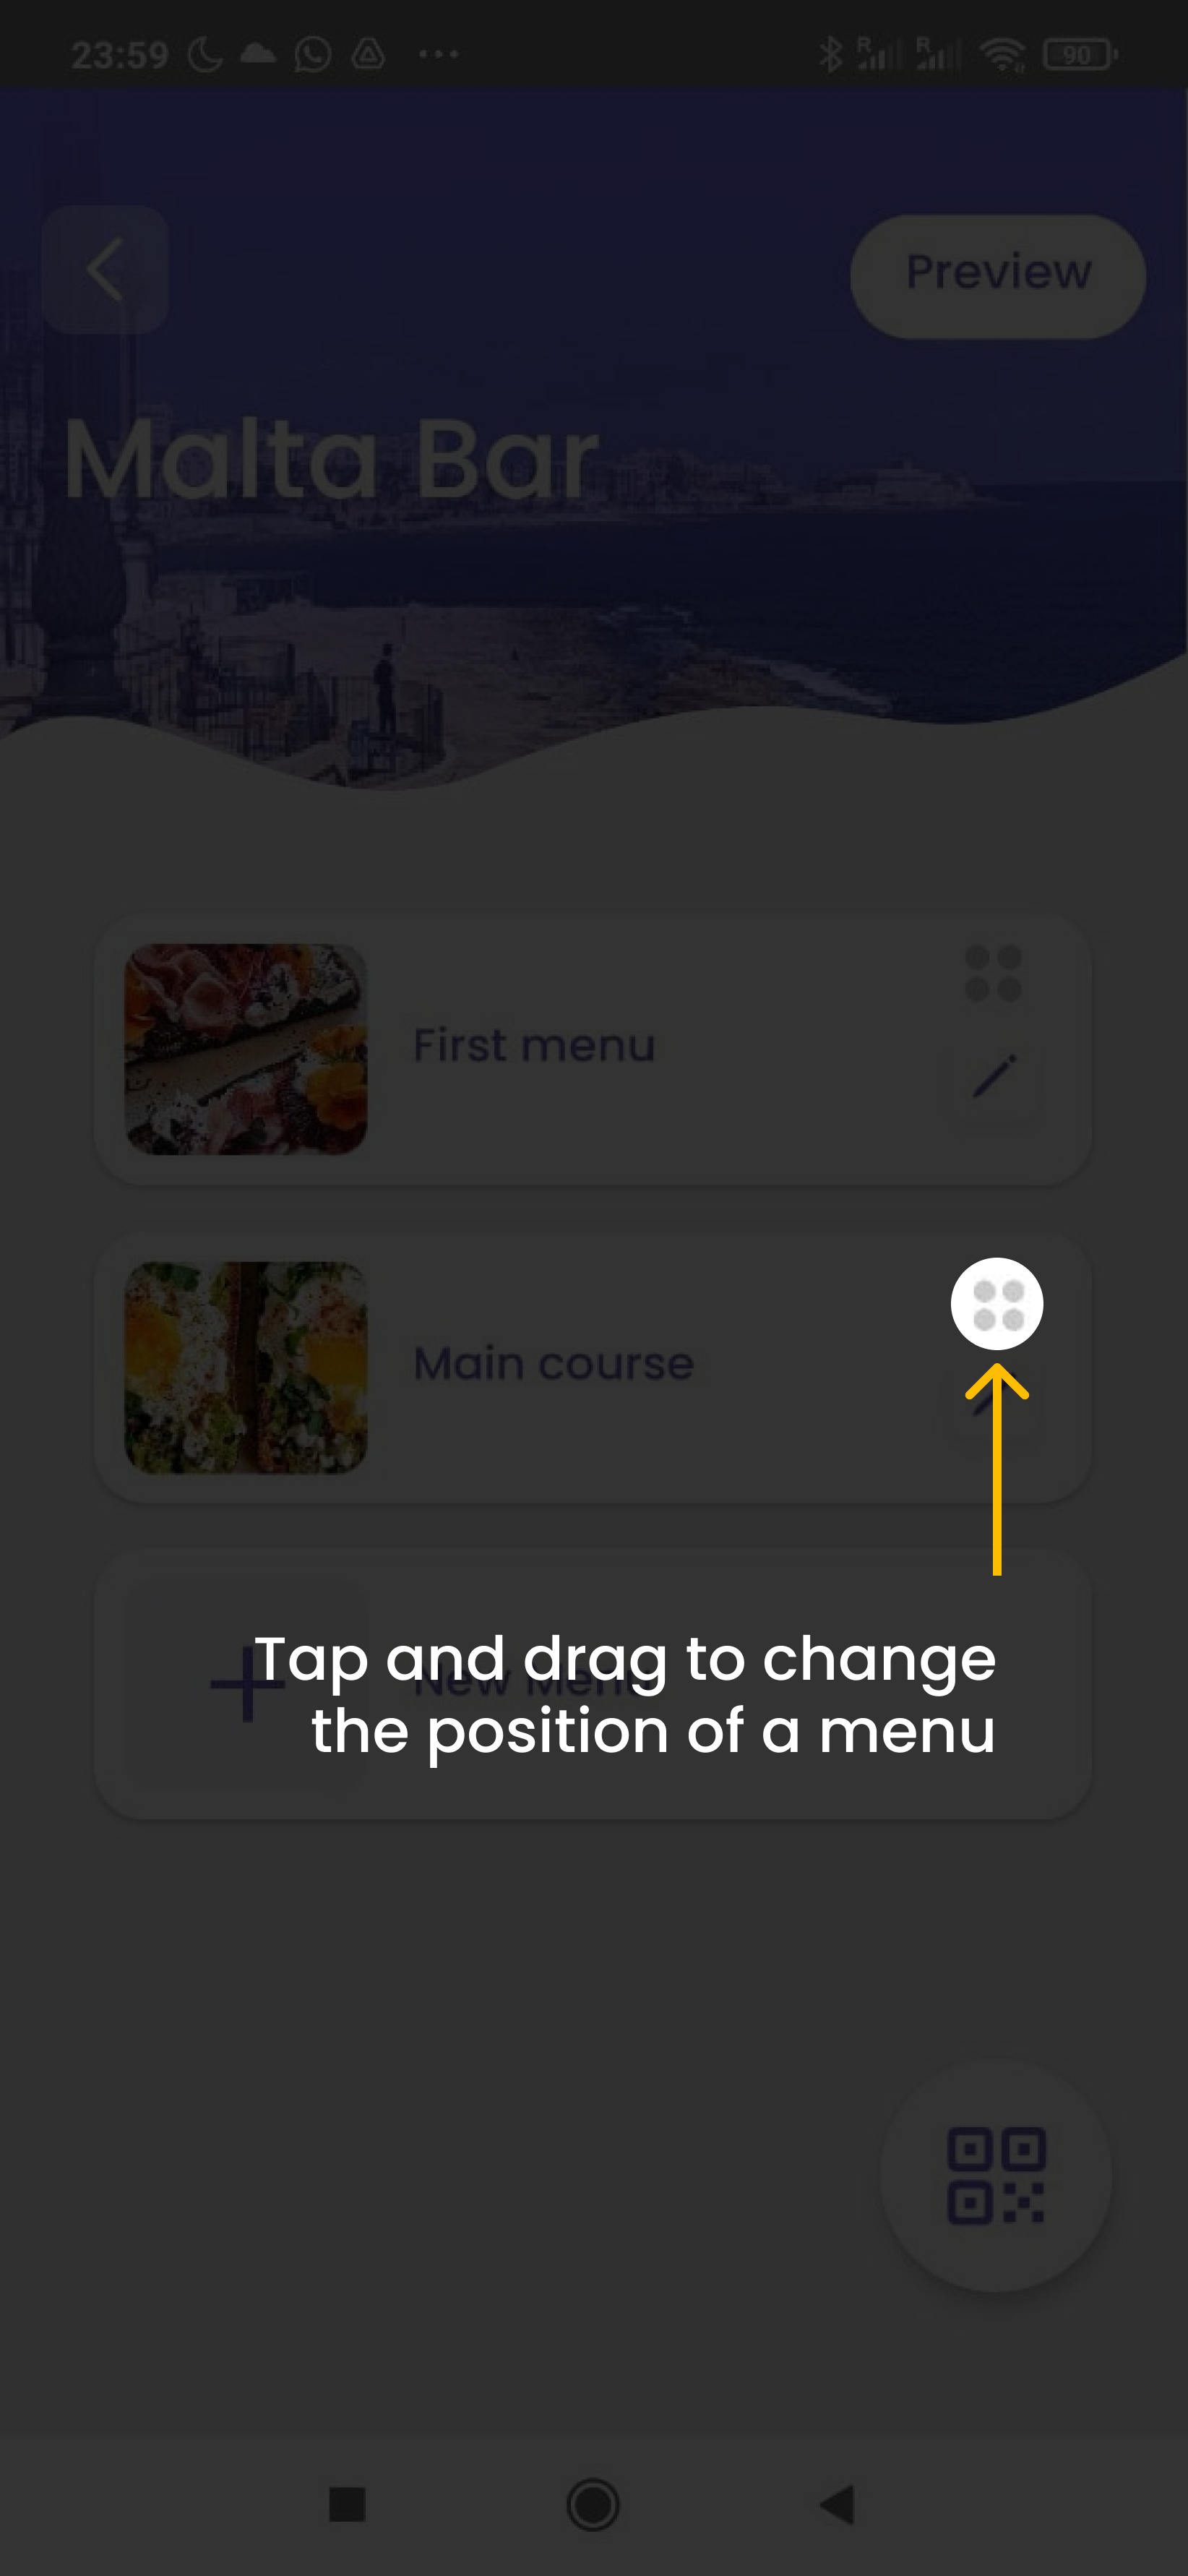 23:59
R
R
90
Preview
Malta Bar
First menu
Main course
New Menu
Tap and drag to change
the position of a menu